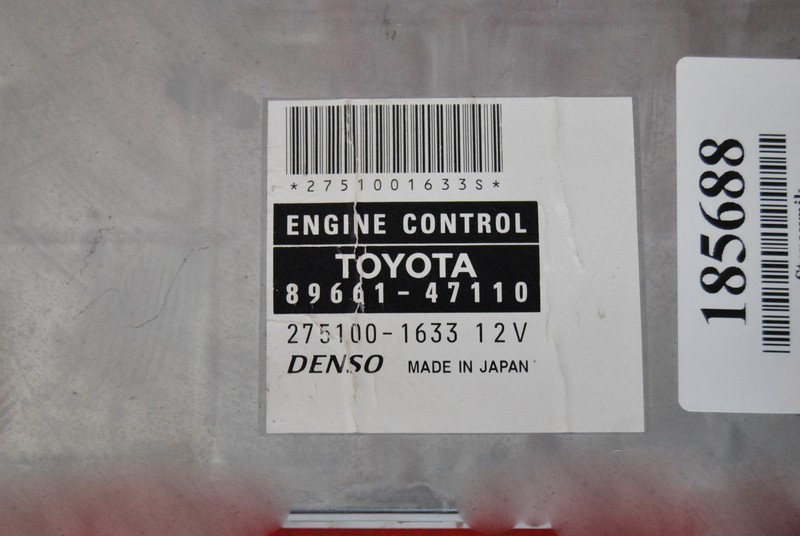 *2751001633S*
ENGINE CONTROL
TOYOTA
89661-47110
275100-1633 12V
DENSO MADE IN JAPAN
185688